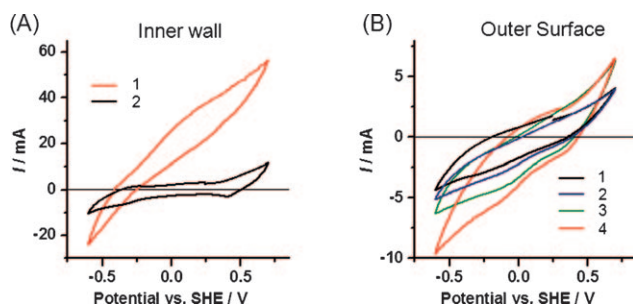 (A)
Inner wall
60
40
20
0
-20
I / mA
1
2
-0.5
0.0
0.5
Potential vs. SHE / V
(B)
Outer Surface
5
0
-5
-10
I / mA
1
2
3
4
-0.5
0.0
0.5
Potential vs. SHE / V